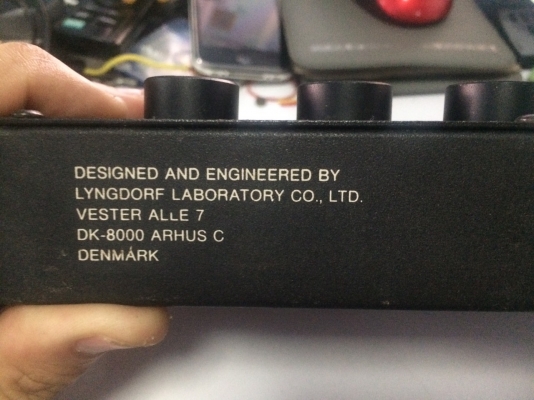 DESIGNED AND ENGINEERED BY
LYNGDORF LABORATORY CO., LTD.
VESTER ALLE 7
DK-8000 ARHUS C
DENMARK